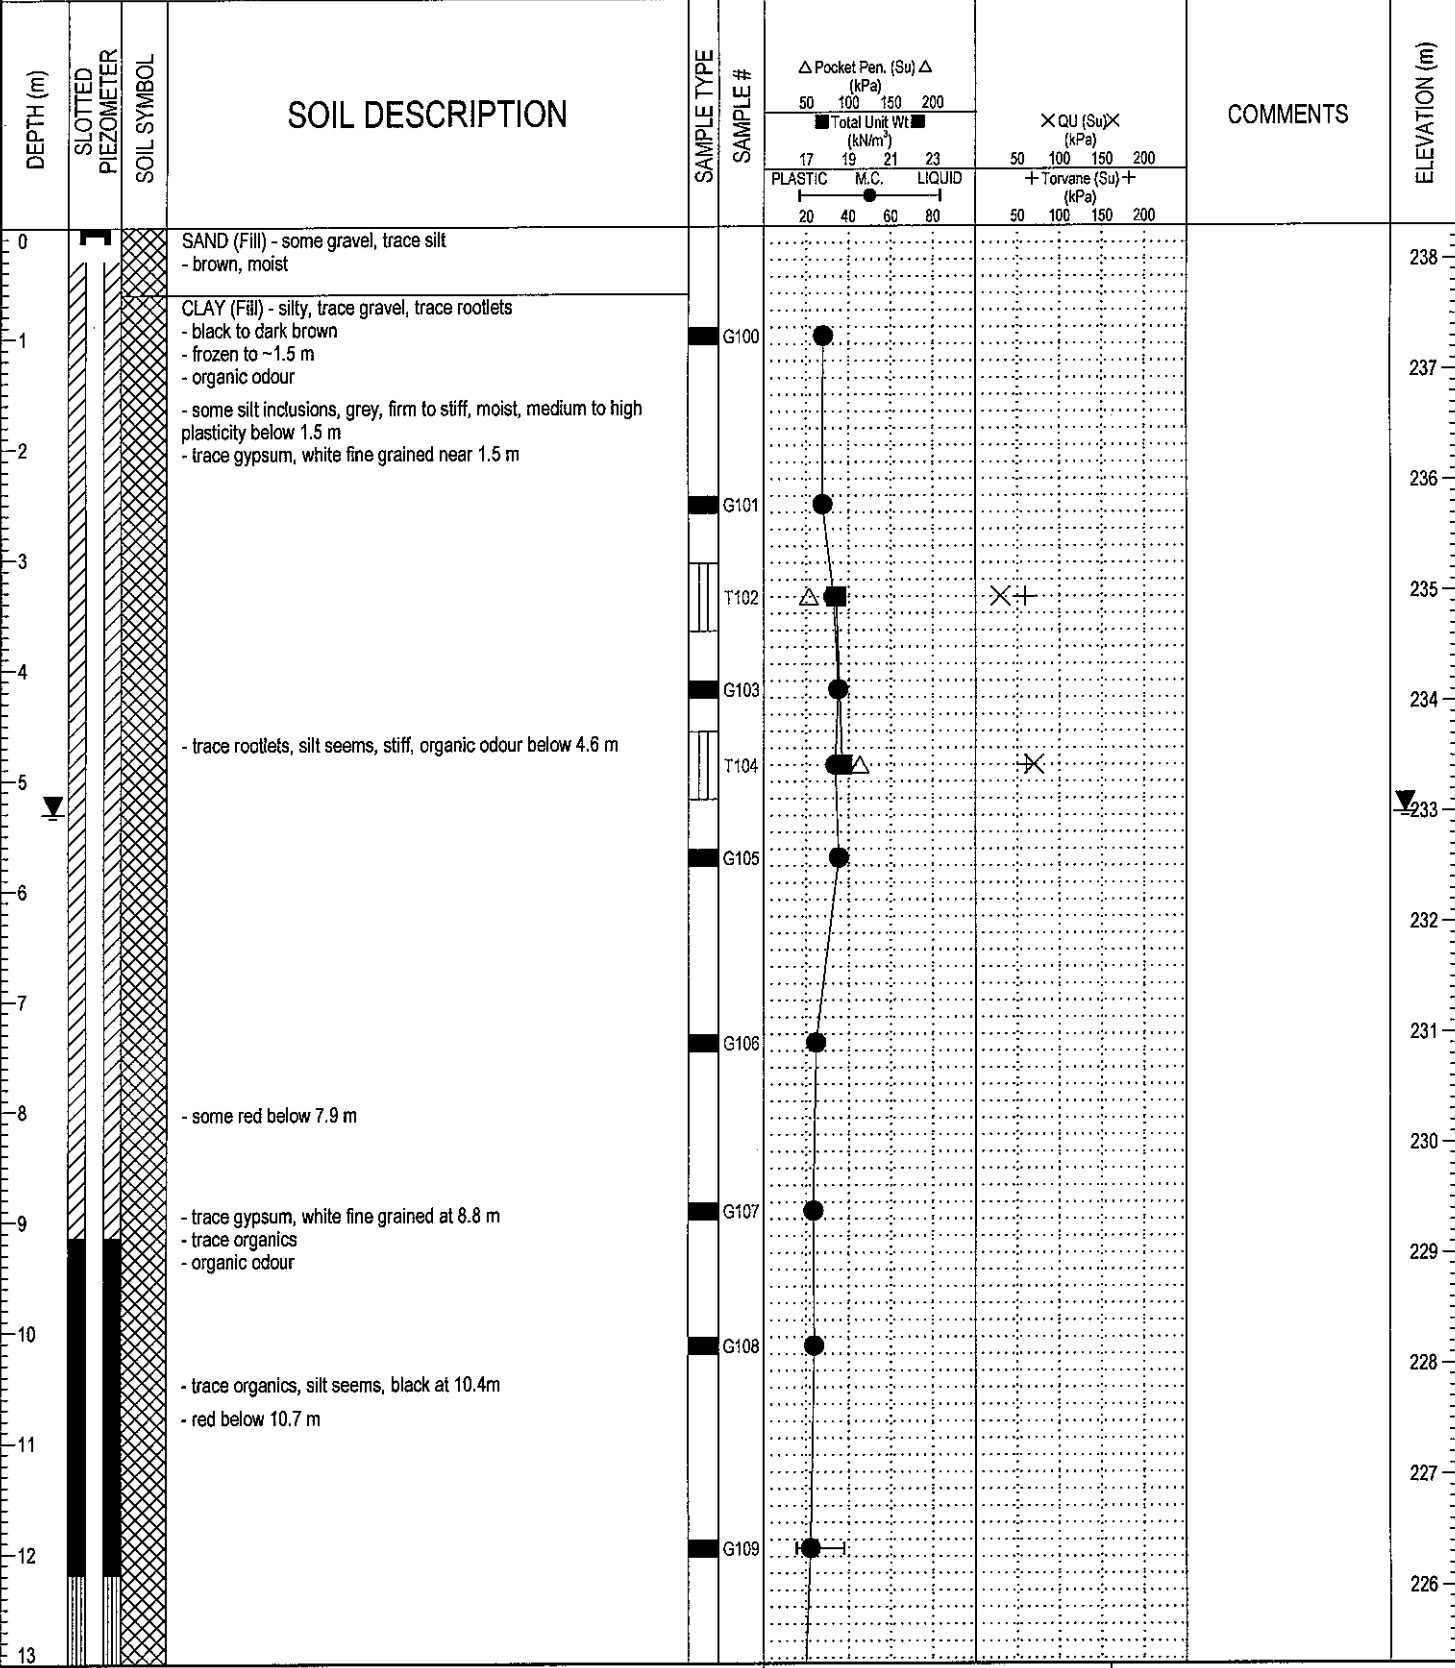 DEPTH (m)
SLOTTED
PIEZOMETER
SOIL SYMBOL
SOIL DESCRIPTION
SAMPLE TYPE
SAMPLE #
△ Pocket Pen. (Su) △
(kPa)
50 100 150 200
■ Total Unit Wt ■
(kN/m³)
17 19 21 23
PLASTIC M.C. LIQUID
20 40 60 80
× QU (Su) ×
(kPa)
50 100 150 200
+ Torvane (Su) +
(kPa)
50 100 150 200
COMMENTS
ELEVATION (m)
0
SAND (Fill) - some gravel, trace silt
- brown, moist
238
CLAY (Fill) - silty, trace gravel, trace rootlets
- black to dark brown
1
G100
- frozen to ~1.5 m
237
- organic odour
- some silt inclusions, grey, firm to stiff, moist, medium to high
plasticity below 1.5 m
2
- trace gypsum, white fine grained near 1.5 m
236
G101
3
235
T102
4
G103
234
- trace rootlets, silt seems, stiff, organic odour below 4.6 m
T104
5
233
G105
6
232
7
231
G106
8
- some red below 7.9 m
230
G107
9
- trace gypsum, white fine grained at 8.8 m
- trace organics
229
- organic odour
10
G108
228
- trace organics, silt seems, black at 10.4m
- red below 10.7 m
11
227
G109
12
226
13